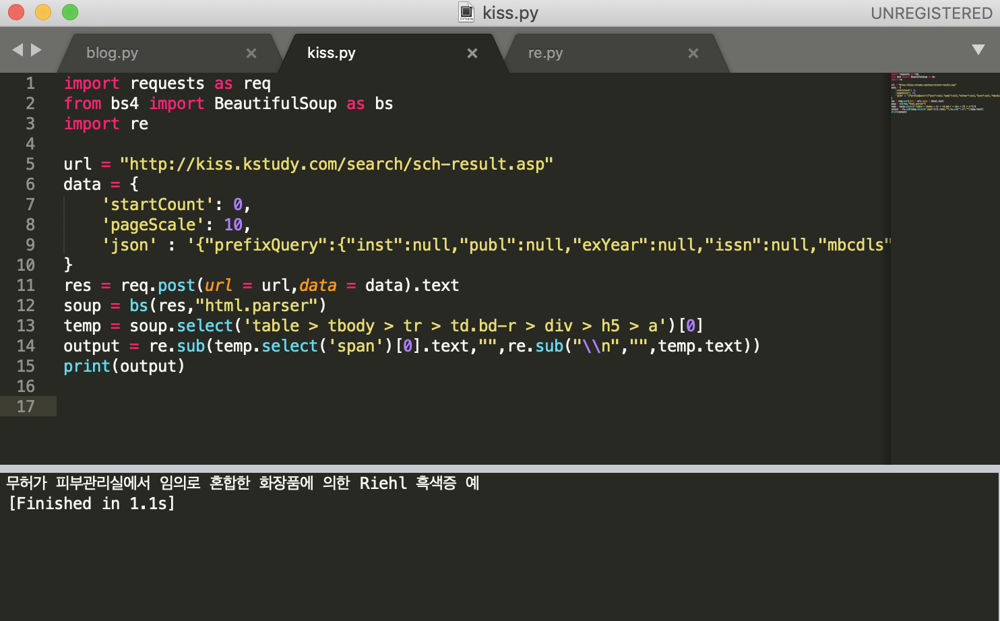 kiss.py
UNREGISTERED
blog.py
kiss.py
re.py
1 import requests as req
2 from bs4 import BeautifulSoup as bs
3 import re
4
5 url = "http://kiss.kstudy.com/search/sch-result.asp"
6 data = {
7 'startCount': 0,
8 'pageScale': 10,
9 'json' : '{"prefixQuery":{"inst":null,"publ":null,"exYear":null,"issn":null,"mbcdls"
10 }
11 res = req.post(url = url,data = data).text
12 soup = bs(res,"html.parser")
13 temp = soup.select('table > tbody > tr > td.bd-r > div > h5 > a')[0]
14 output = re.sub(temp.select('span')[0].text,"",re.sub("\\n","",temp.text))
15 print(output)
16
17
무허가 피부관리실에서 임의로 혼합한 화장품에 의한 Riehl 흑색증 예
[Finished in 1.1s]